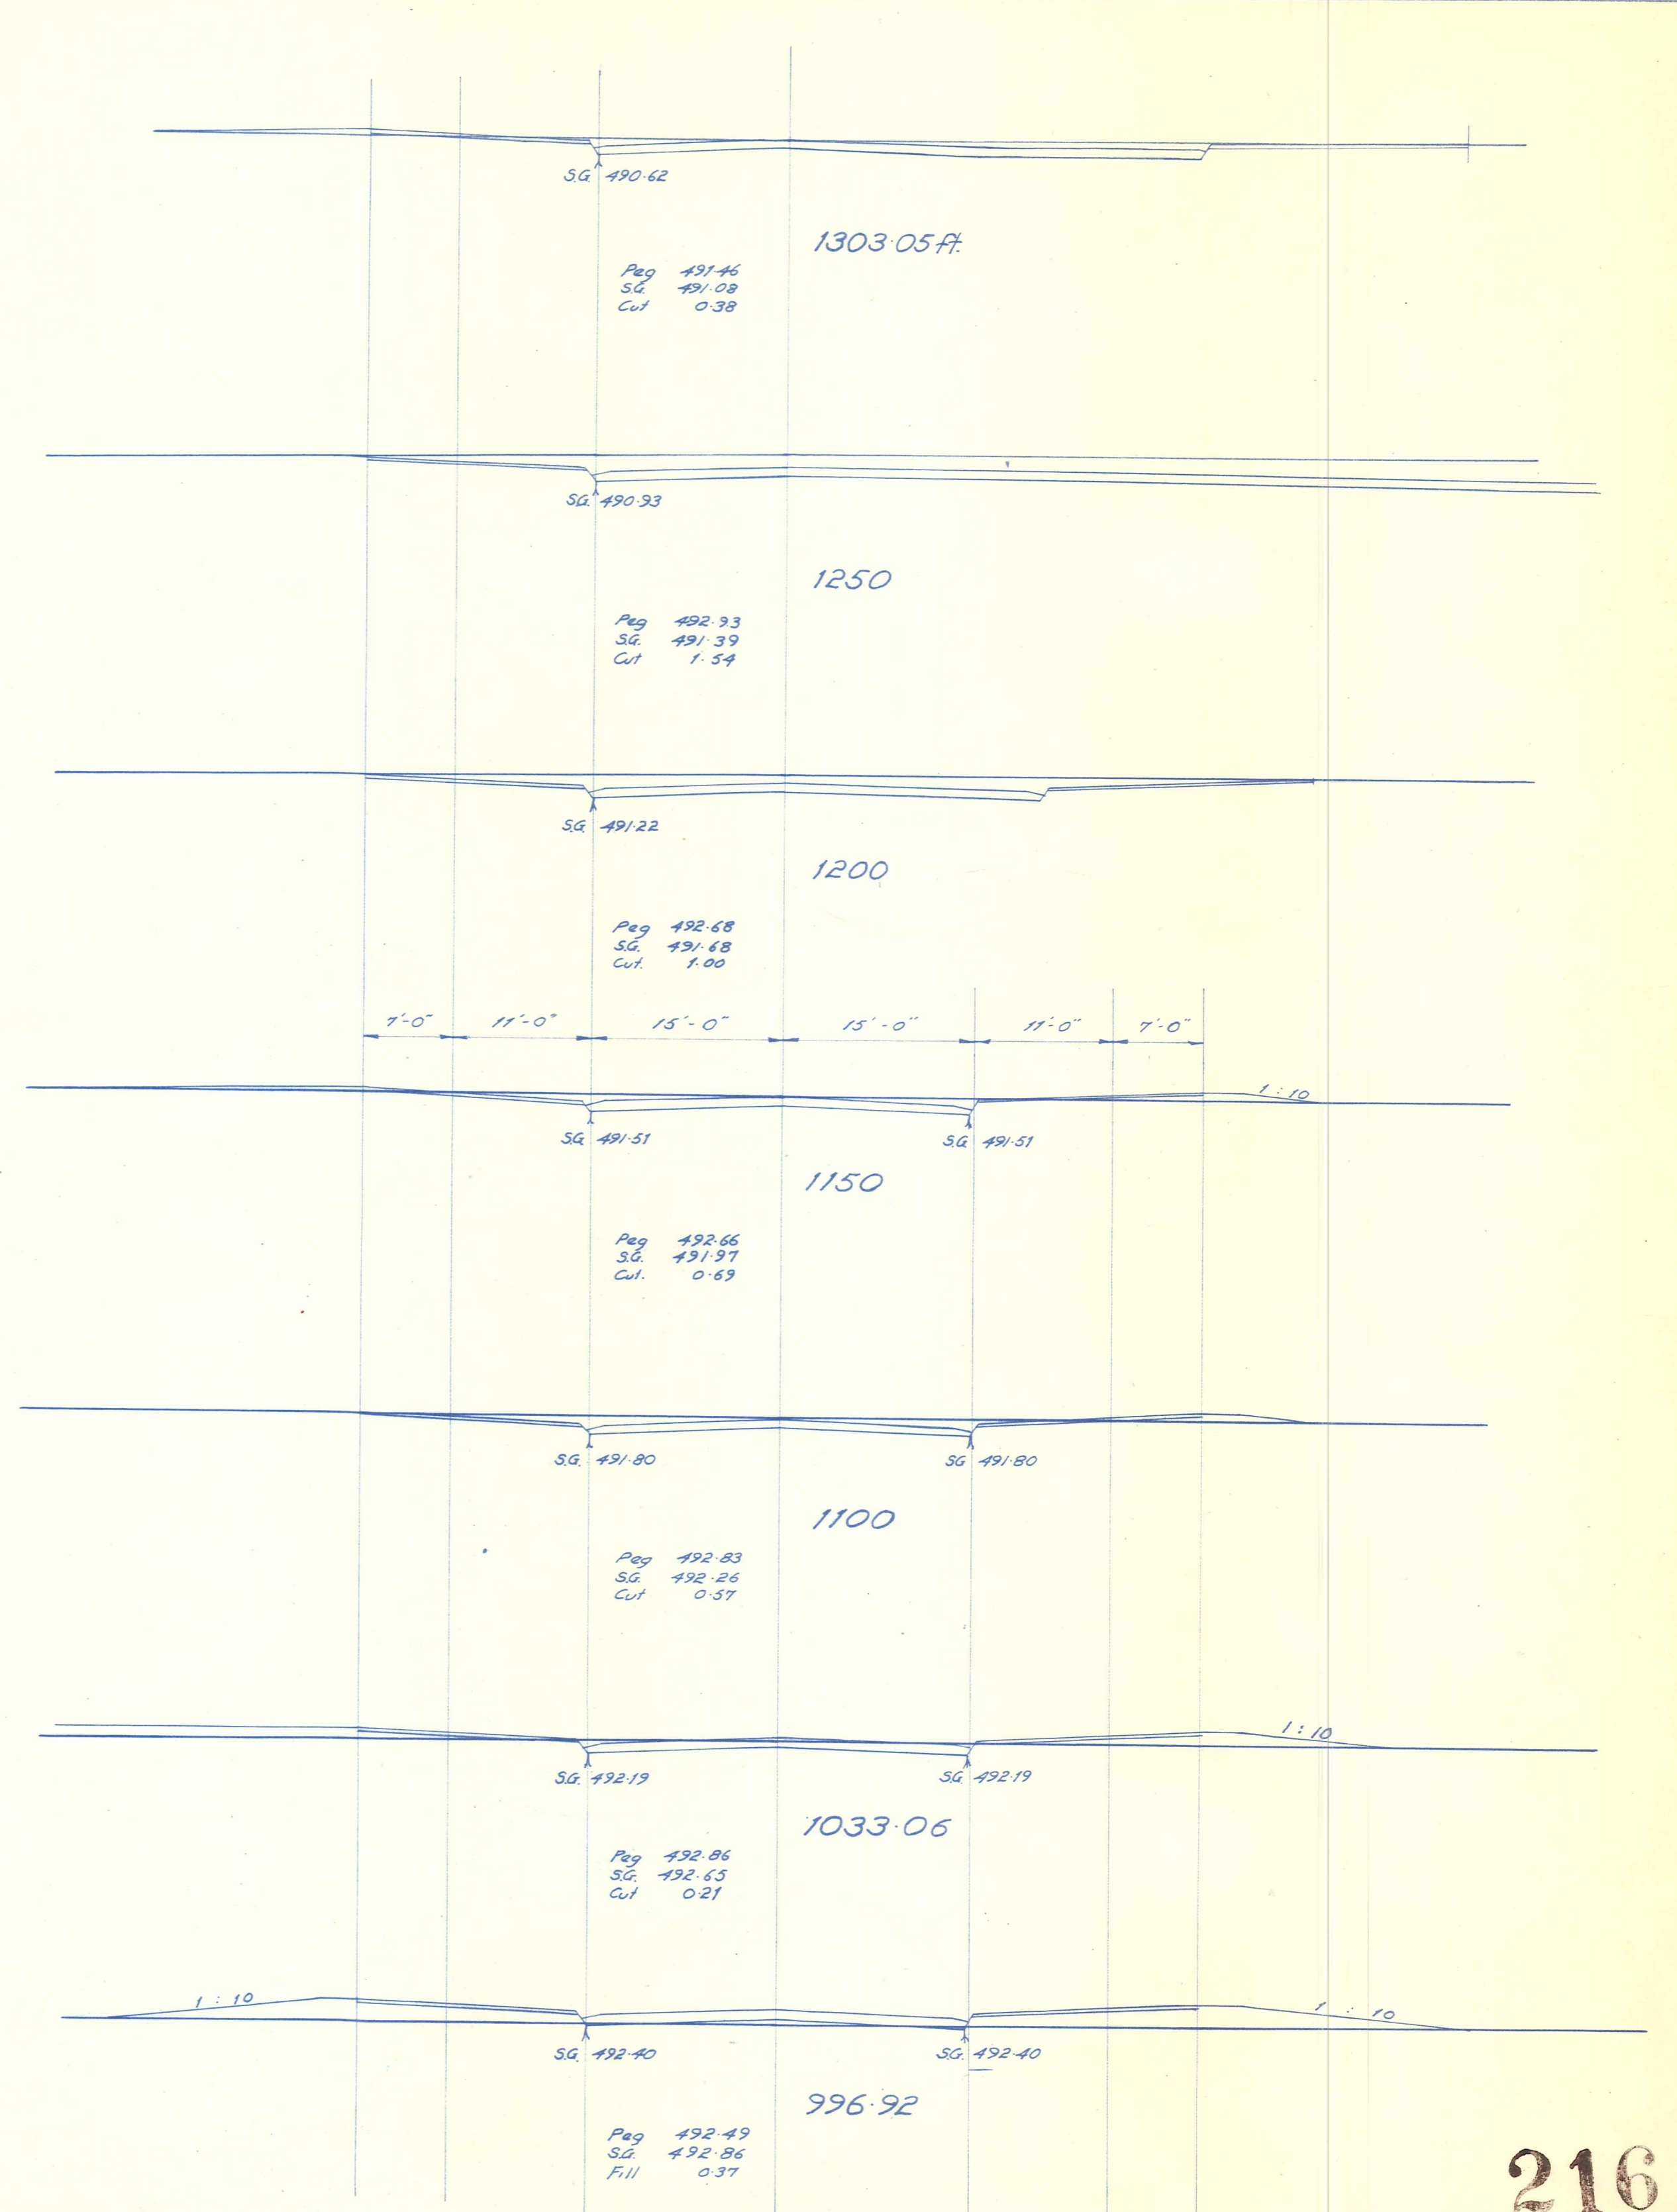 S.G. 490·62
1303·05 ft.
Peg 491·46
S.G. 491·08
Cut 0·38
S.G. 490·93
1250
Peg 492·93
S.G. 491·39
Cut 1·54
S.G. 491·22
1200
Peg 492·68
S.G. 491·68
Cut. 1·00
7'-0" 11'-0" 15'-0" 15'-0" 11'-0" 7'-0"
1 : 10
S.G. 491·51 S.G. 491·51
1150
Peg 492·66
S.G. 491·97
Cut. 0·69
S.G. 491·80 SG 491·80
1100
Peg 492·83
S.G. 492·26
Cut 0·57
1 : 10
S.G. 492·19 S.G. 492·19
1033·06
Peg 492·86
S.G. 492·65
Cut 0·21
1 : 10 1 : 10
S.G. 492·40 S.G. 492·40
996·92
Peg 492·49
S.G. 492·86
Fill 0·37
216